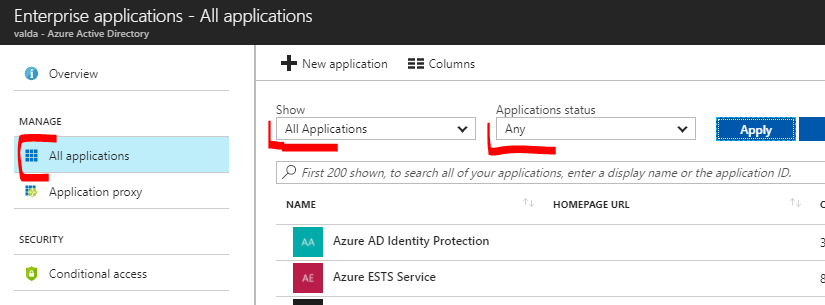 Enterprise applications - All applications
valda - Azure Active Directory
Overview
MANAGE
All applications
Application proxy
SECURITY
Conditional access
New application
Columns
Show
Applications status
All Applications
Any
Apply
First 200 shown, to search all of your applications, enter a display name or the application ID.
NAME
HOMEPAGE URL
AA
Azure AD Identity Protection
3
AE
Azure ESTS Service
8